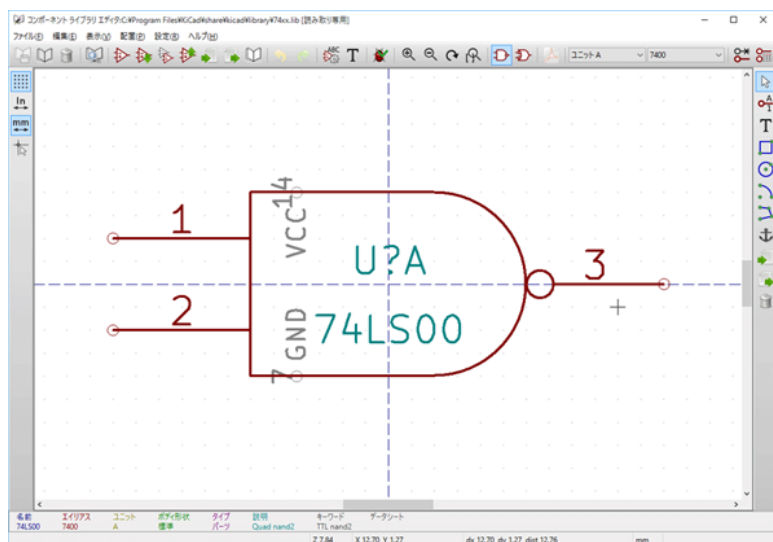 コンポーネント ライブラリ エディタ:C:¥Program Files¥KiCad¥share¥kicad¥library¥74xx.lib [読み取り専用]
ファイル(F) 編集(E) 表示(V) 配置(P) 設定(R) ヘルプ(H)
ABC T ユニット A 7400
In
mm
A
T
14
VCC
1
U?A
3
2
74LS00
GND
7
名前 エイリアス ユニット ボディ形状 タイプ 説明 キーワード データシート
74LS00 7400 A 標準 パーツ Quad nand2 TTL nand2
Z 7.84 X 12.70 Y 1.27 dx 12.70 dy 1.27 dist 12.76 mm